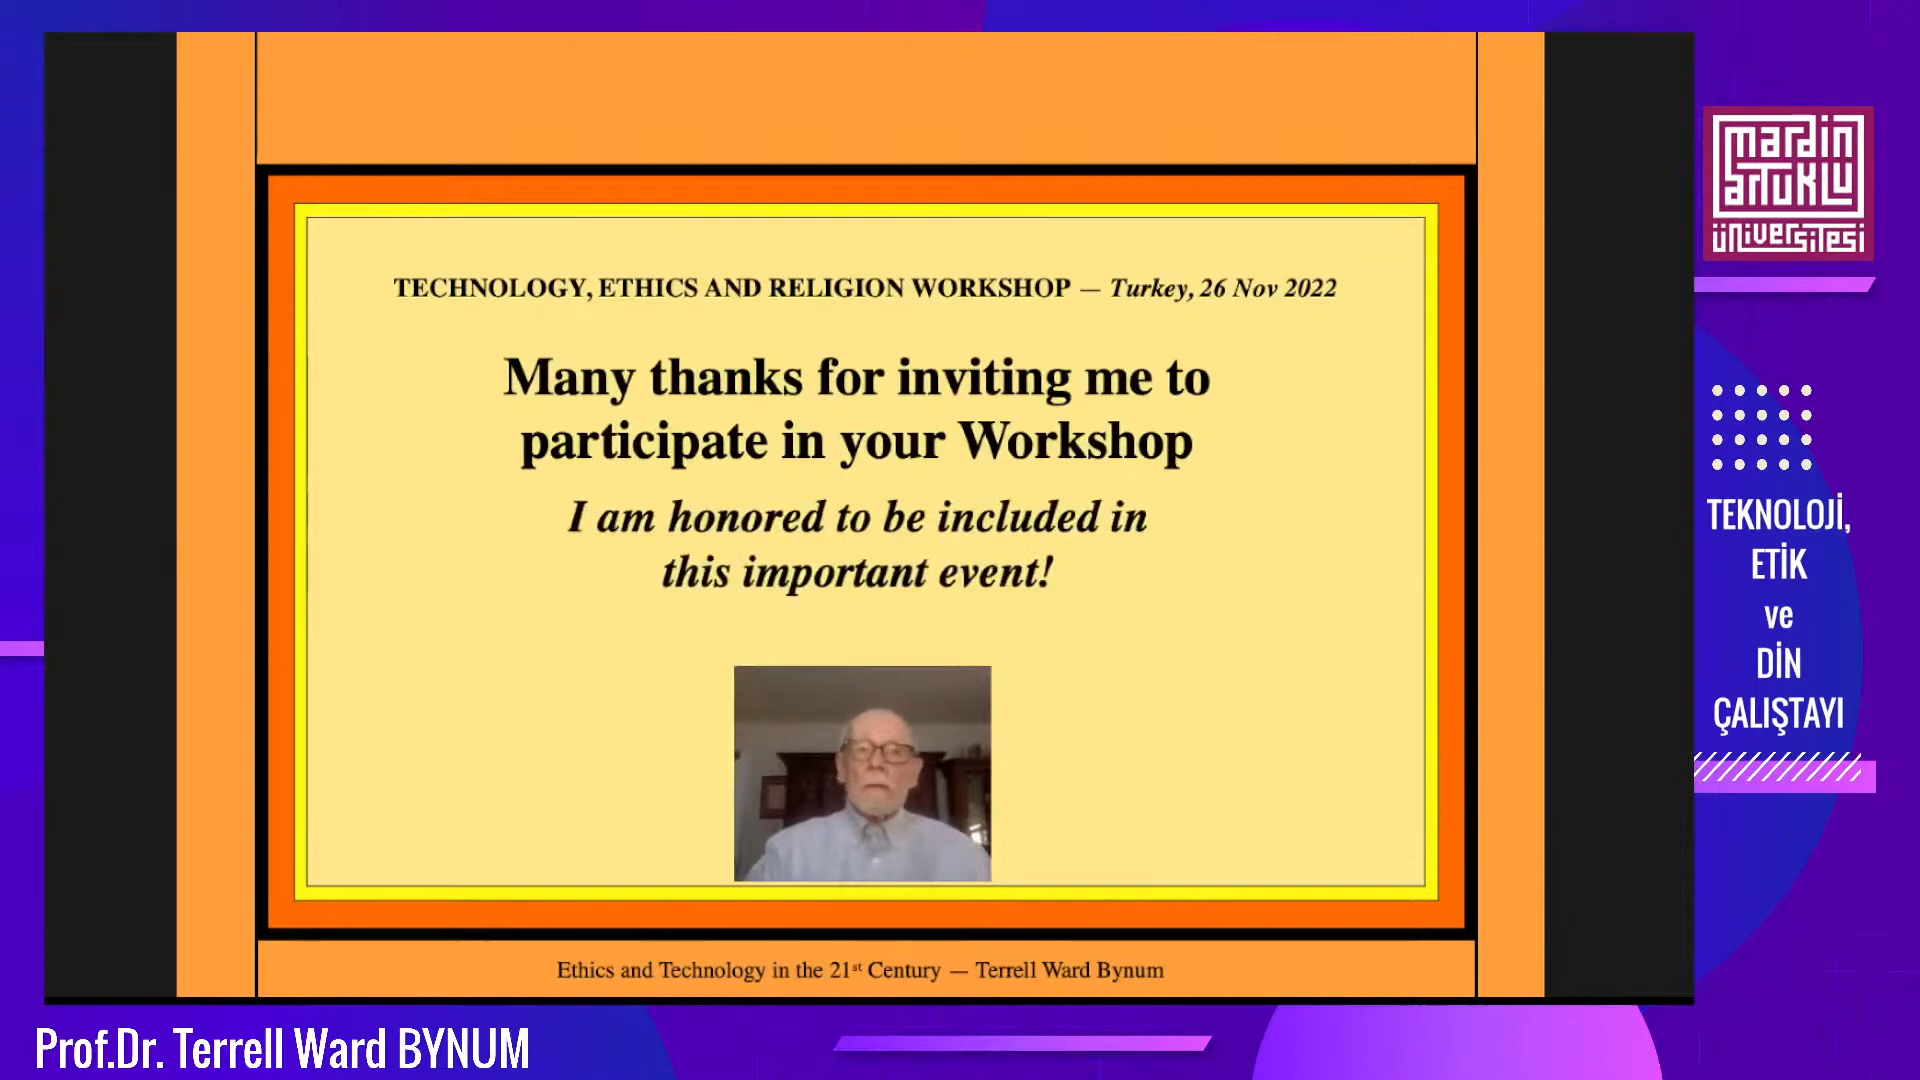 TECHNOLOGY, ETHICS AND RELIGION WORKSHOP — Turkey, 26 Nov 2022
Many thanks for inviting me to
participate in your Workshop
I am honored to be included in
this important event!
Ethics and Technology in the 21st Century — Terrell Ward Bynum
Prof.Dr. Terrell Ward BYNUM
mardin
artuklu
üniversitesi
TEKNOLOJİ,
ETİK
ve
DİN
ÇALIŞTAYI